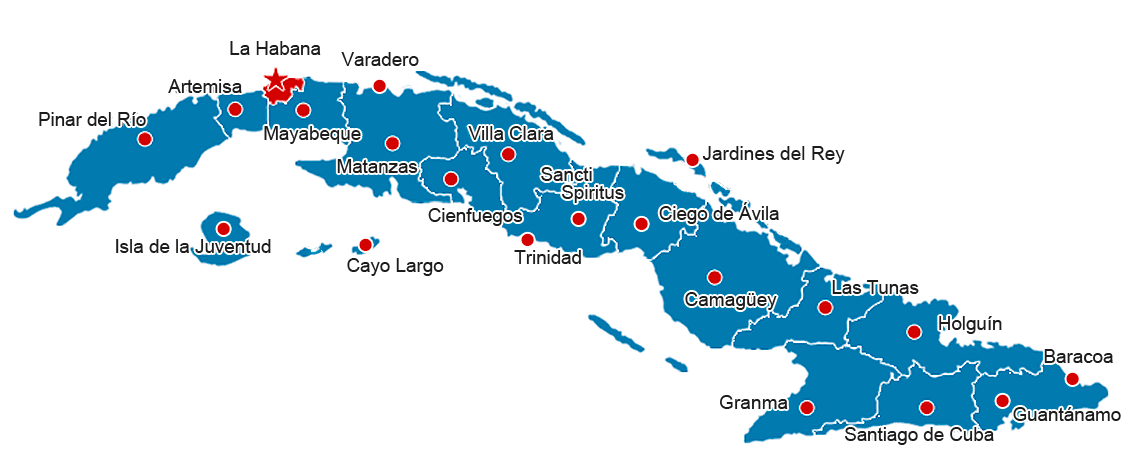 La Habana
Varadero
Artemisa
Pinar del Río
Mayabeque
Villa Clara
Jardines del Rey
Matanzas
Sancti
Spiritus
Cienfuegos
Ciego de Ávila
Isla de la Juventud
Trinidad
Cayo Largo
Las Tunas
Camagüey
Holguín
Baracoa
Granma
Guantánamo
Santiago de Cuba